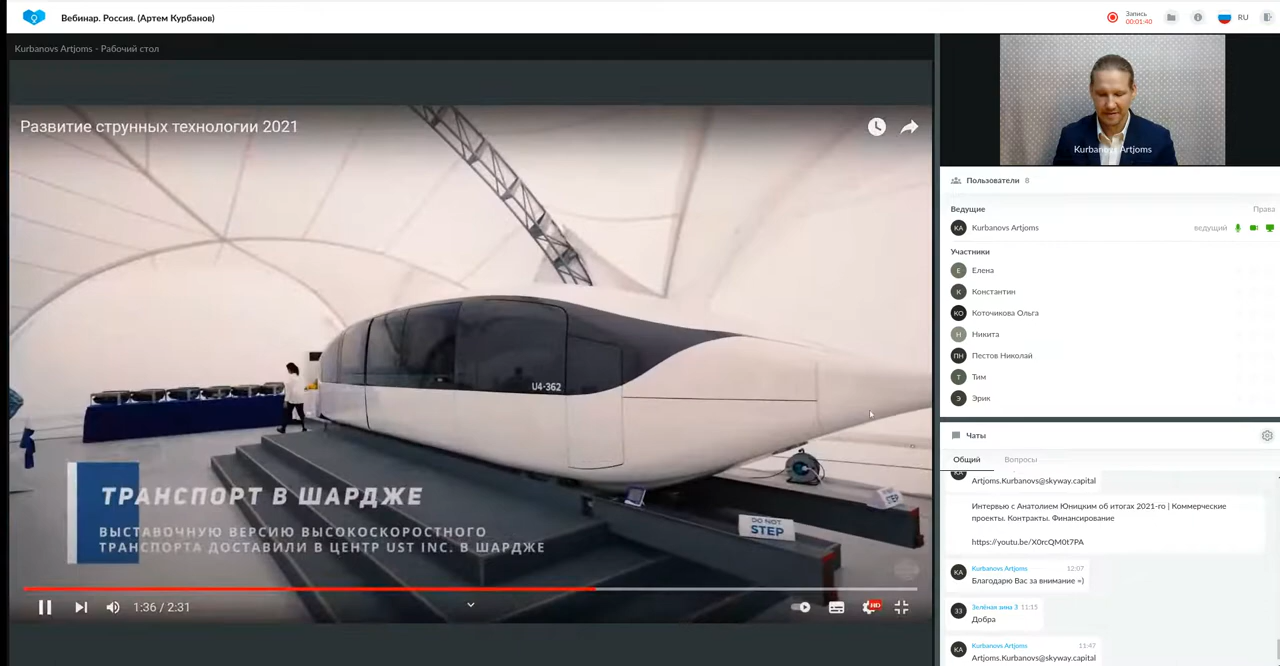 Вебинар. Россия. (Артем Курбанов)
Запись
00:01:40
RU
Kurbanovs Artjoms - Рабочий стол
Развитие струнных технологии 2021
U4-362
DO NOT
STEP
STEP
ТРАНСПОРТ В ШАРДЖЕ
ВЫСТАВОЧНУЮ ВЕРСИЮ ВЫСОКОСКОРОСТНОГО
ТРАНСПОРТА ДОСТАВИЛИ В ЦЕНТР UST INC. В ШАРДЖЕ
1:36 / 2:31
HD
Kurbanovs Artjoms
Пользователи 8
Ведущие Права
KA Kurbanovs Artjoms ведущий
Участники
Е Елена
К Константин
КО Коточикова Ольга
Н Никита
ПН Пестов Николай
Т Тим
Э Эрик
Чаты
Общий Вопросы
KA
Artjoms.Kurbanovs@skyway.capital
Интервью с Анатолием Юницким об итогах 2021-го | Коммерческие
проекты. Контракты. Финансирование
https://youtu.be/X0rcQM0t7PA
KA Kurbanovs Artjoms 12:07
Благодарю Вас за внимание =)
ЗЗ Зелёная зина З 11:15
Добра
KA Kurbanovs Artjoms 11:47
Artjoms.Kurbanovs@skyway.capital